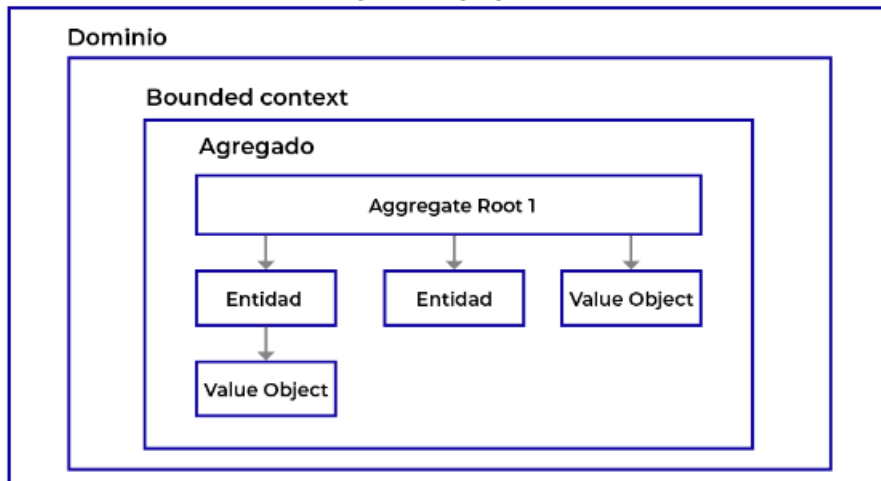 Dominio
Bounded context
Agregado
Aggregate Root 1
Entidad
Entidad
Value Object
Value Object